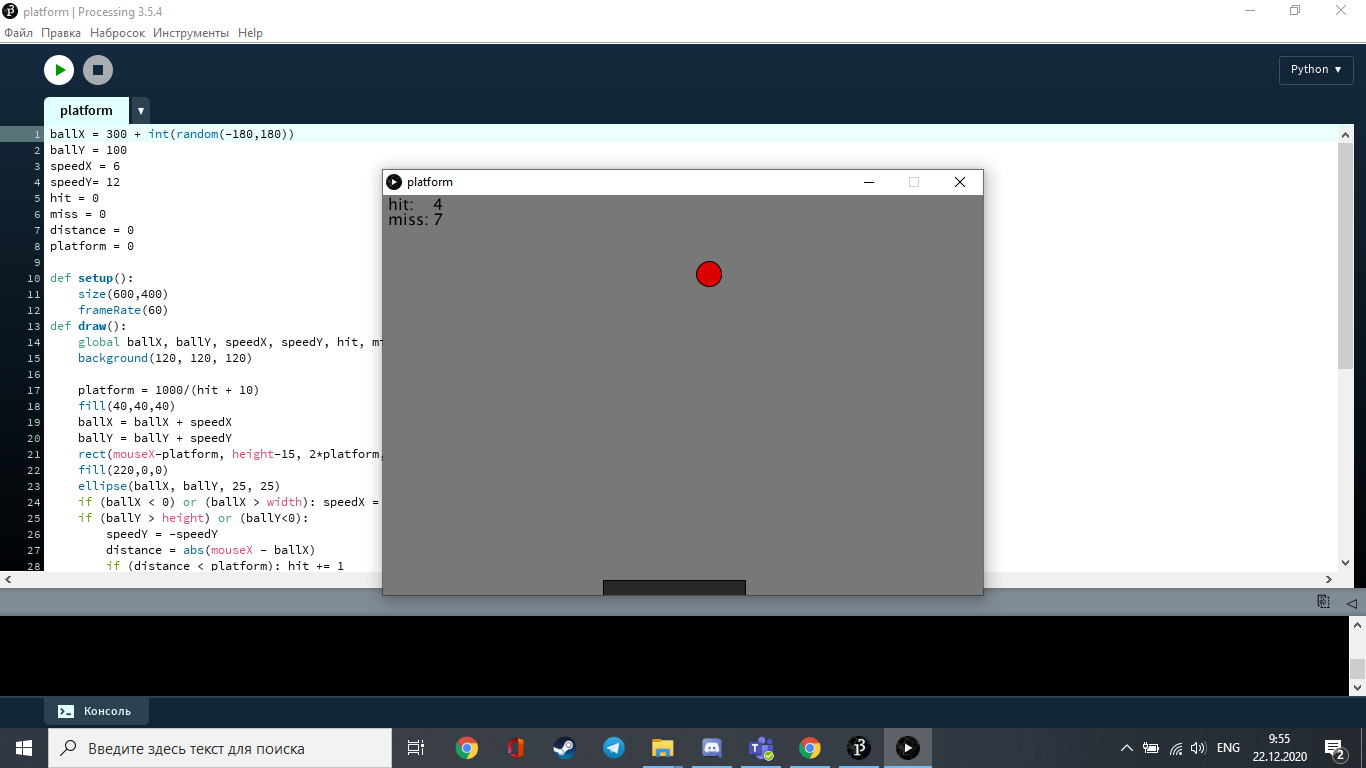 platform | Processing 3.5.4
Файл Правка Набросок Инструменты Help
Python ▼
platform ▼
1 ballX = 300 + int(random(-180,180))
2 ballY = 100
3 speedX = 6
4 speedY= 12
5 hit = 0
6 miss = 0
7 distance = 0
8 platform = 0
9
10 def setup():
11 size(600,400)
12 frameRate(60)
13 def draw():
14 global ballX, ballY, speedX, speedY, hit, mi
15 background(120, 120, 120)
16
17 platform = 1000/(hit + 10)
18 fill(40,40,40)
19 ballX = ballX + speedX
20 ballY = ballY + speedY
21 rect(mouseX-platform, height-15, 2*platform,
22 fill(220,0,0)
23 ellipse(ballX, ballY, 25, 25)
24 if (ballX < 0) or (ballX > width): speedX =
25 if (ballY > height) or (ballY<0):
26 speedY = -speedY
27 distance = abs(mouseX - ballX)
28 if (distance < platform): hit += 1
platform
hit: 4
miss: 7
Консоль
Введите здесь текст для поиска
ENG
9:55
22.12.2020
2